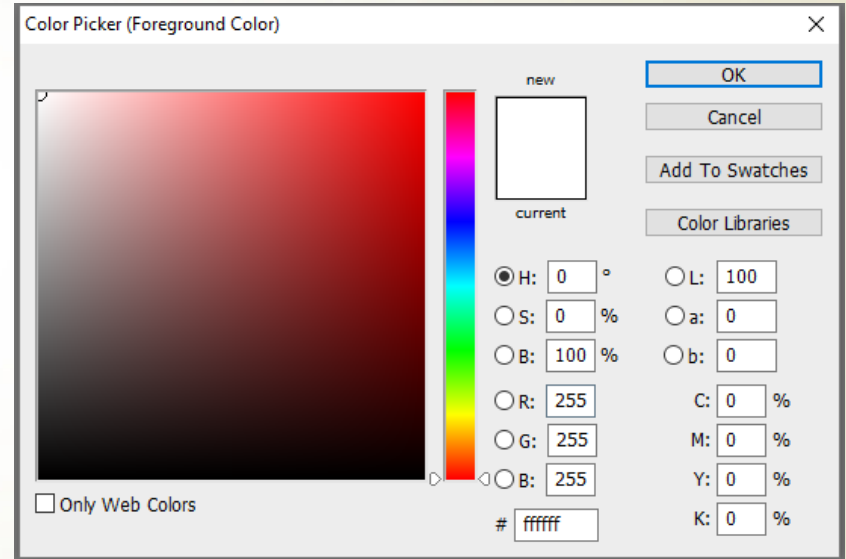 Color Picker (Foreground Color)
new
current
OK
Cancel
Add To Swatches
Color Libraries
H: 0 °
S: 0 %
B: 100 %
R: 255
G: 255
B: 255
# ffffff
L: 100
a: 0
b: 0
C: 0 %
M: 0 %
Y: 0 %
K: 0 %
Only Web Colors